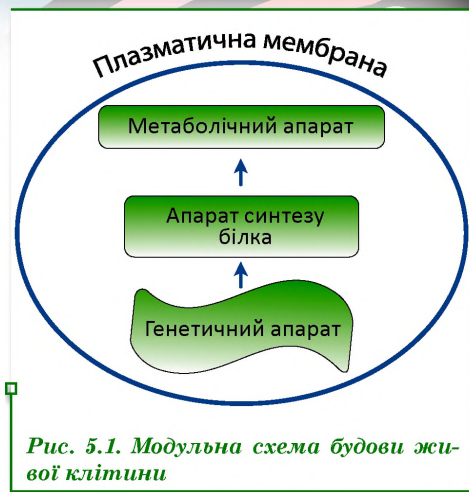 Плазматична мембрана
Метаболічний апарат
Апарат синтезу
білка
Генетичний апарат
Рис. 5.1. Модульна схема будови жи-
вої клітини